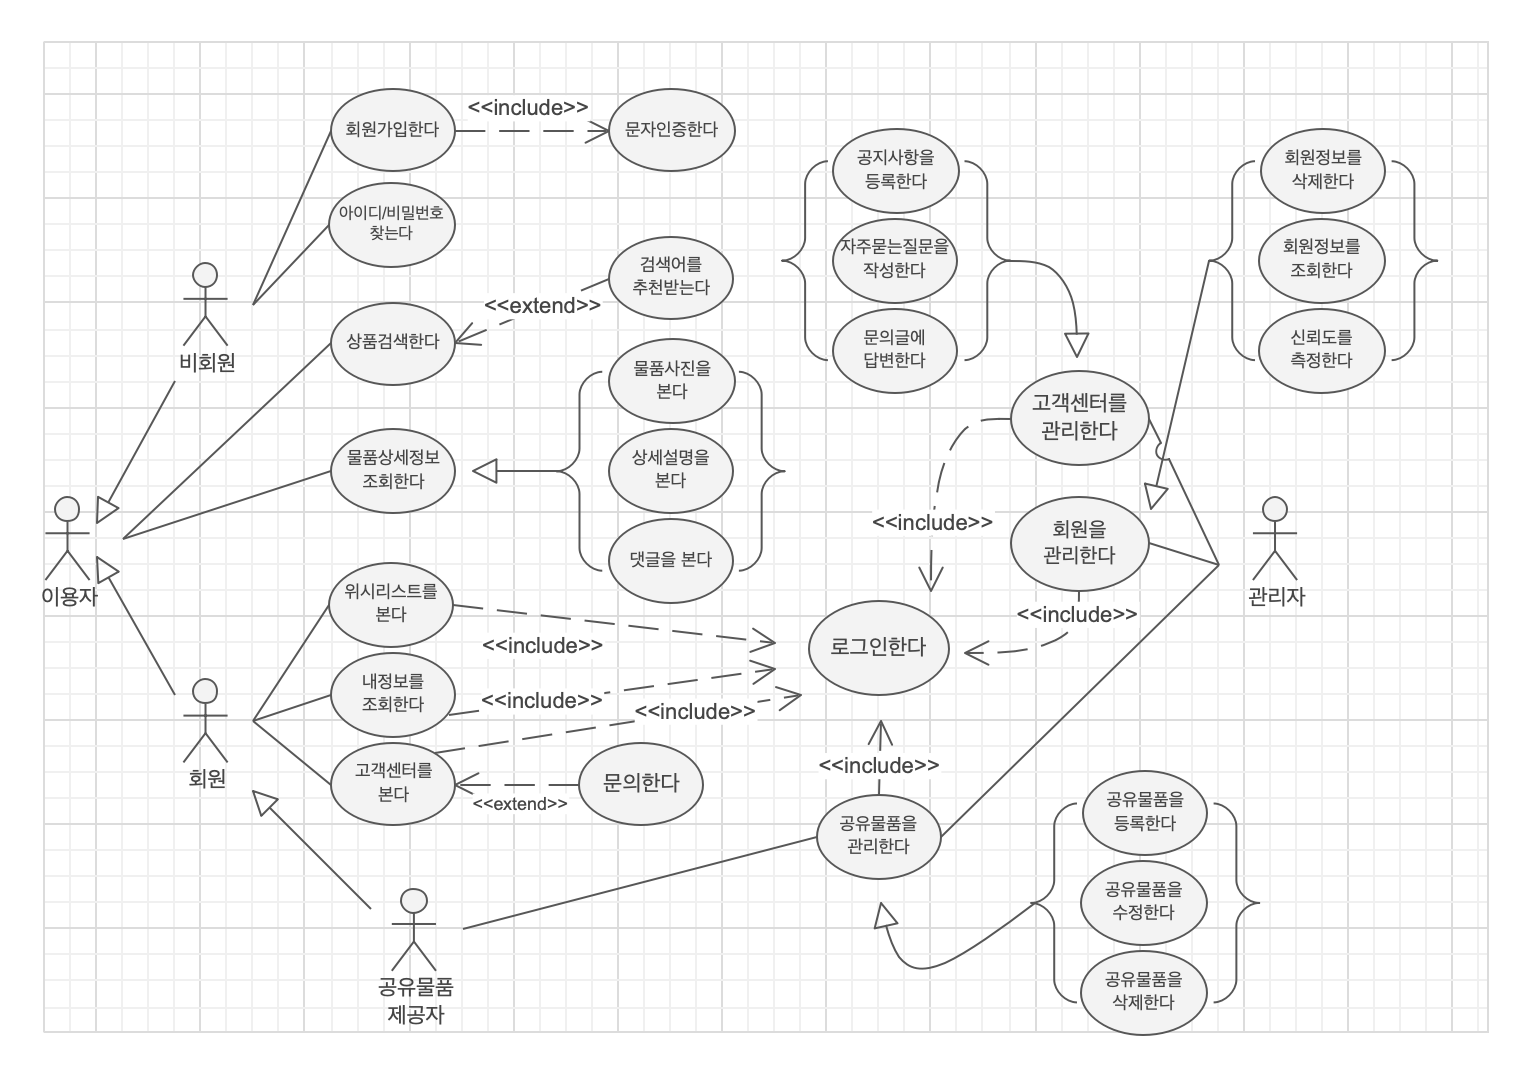 회원가입한다
<<include>>
문자인증한다
아이디/비밀번호
찾는다
비회원
상품검색한다
<<extend>>
검색어를
추천받는다
물품상세정보
조회한다
물품사진을
본다
상세설명을
본다
댓글을 본다
이용자
위시리스트를
본다
<<include>>
내정보를
조회한다
<<include>>
회원
고객센터를
본다
<<include>>
<<extend>>
문의한다
공유물품
제공자
공지사항을
등록한다
자주묻는질문을
작성한다
문의글에
답변한다
고객센터를
관리한다
<<include>>
회원정보를
삭제한다
회원정보를
조회한다
신뢰도를
측정한다
회원을
관리한다
<<include>>
관리자
로그인한다
<<include>>
공유물품을
관리한다
공유물품을
등록한다
공유물품을
수정한다
공유물품을
삭제한다